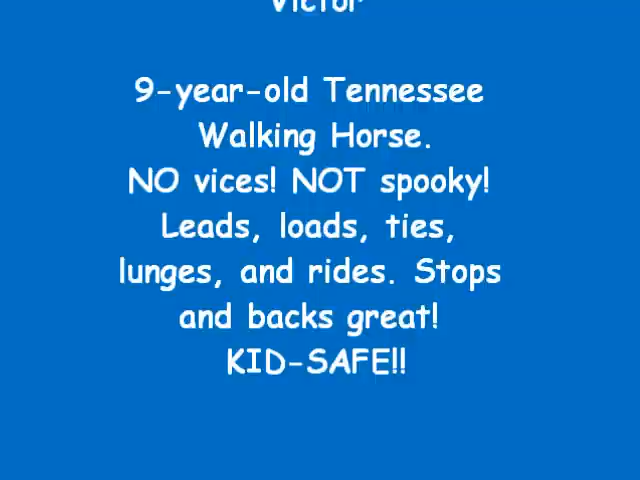 Victor
9-year-old Tennessee
Walking Horse.
NO vices! NOT spooky!
Leads, loads, ties,
lunges, and rides. Stops
and backs great!
KID-SAFE!!